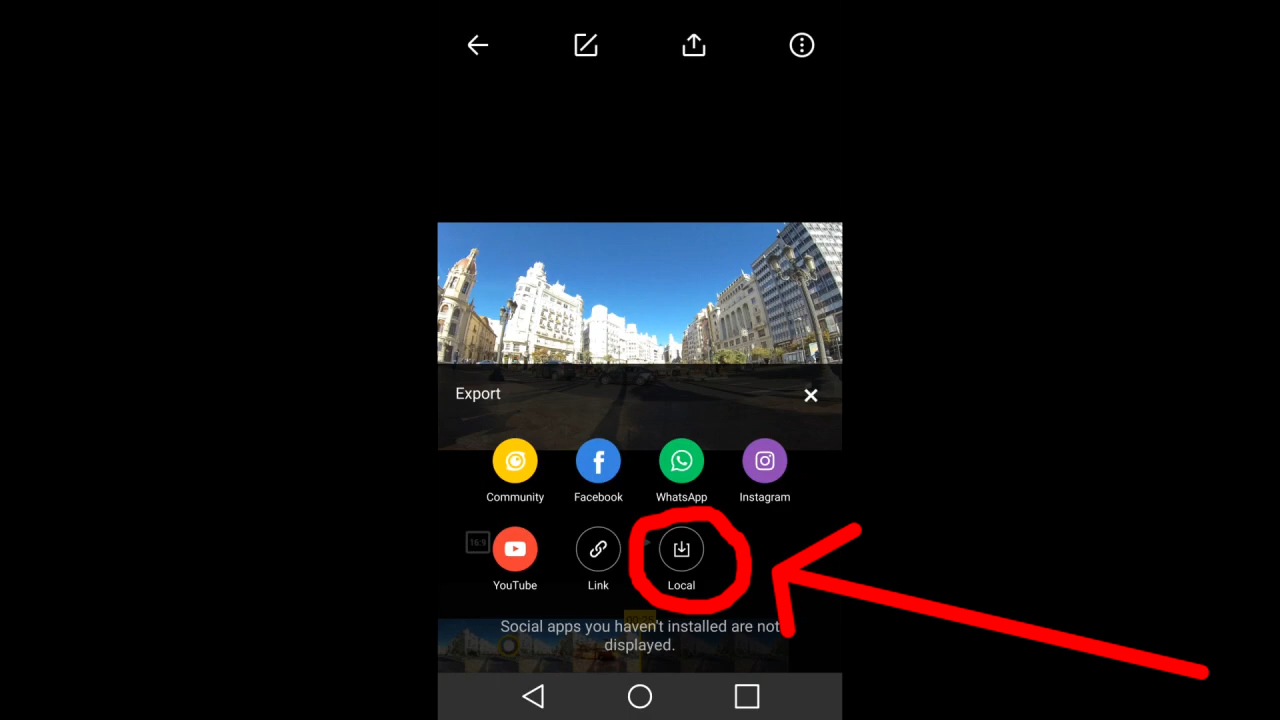 Export
Community Facebook WhatsApp Instagram
16:9
YouTube Link Local
Social apps you haven't installed are not
displayed.